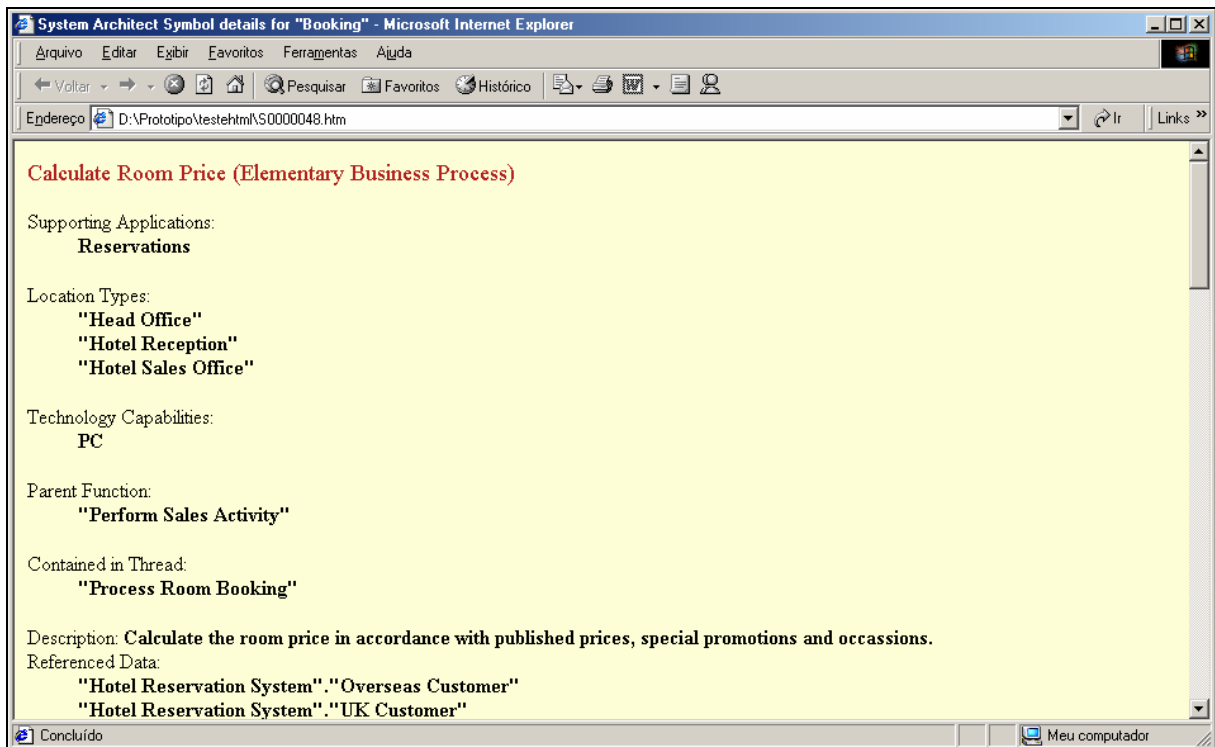 System Architect Symbol details for "Booking" - Microsoft Internet Explorer
Arquivo Editar Exibir Favoritos Ferramentas Ajuda
Voltar Pesquisar Favoritos Histórico
Endereço D:\Prototipo\testehtml\S0000048.htm Ir Links »
Calculate Room Price (Elementary Business Process)
Supporting Applications:
Reservations
Location Types:
"Head Office"
"Hotel Reception"
"Hotel Sales Office"
Technology Capabilities:
PC
Parent Function:
"Perform Sales Activity"
Contained in Thread:
"Process Room Booking"
Description: Calculate the room price in accordance with published prices, special promotions and occassions.
Referenced Data:
"Hotel Reservation System"."Overseas Customer"
"Hotel Reservation System"."UK Customer"
Concluído Meu computador